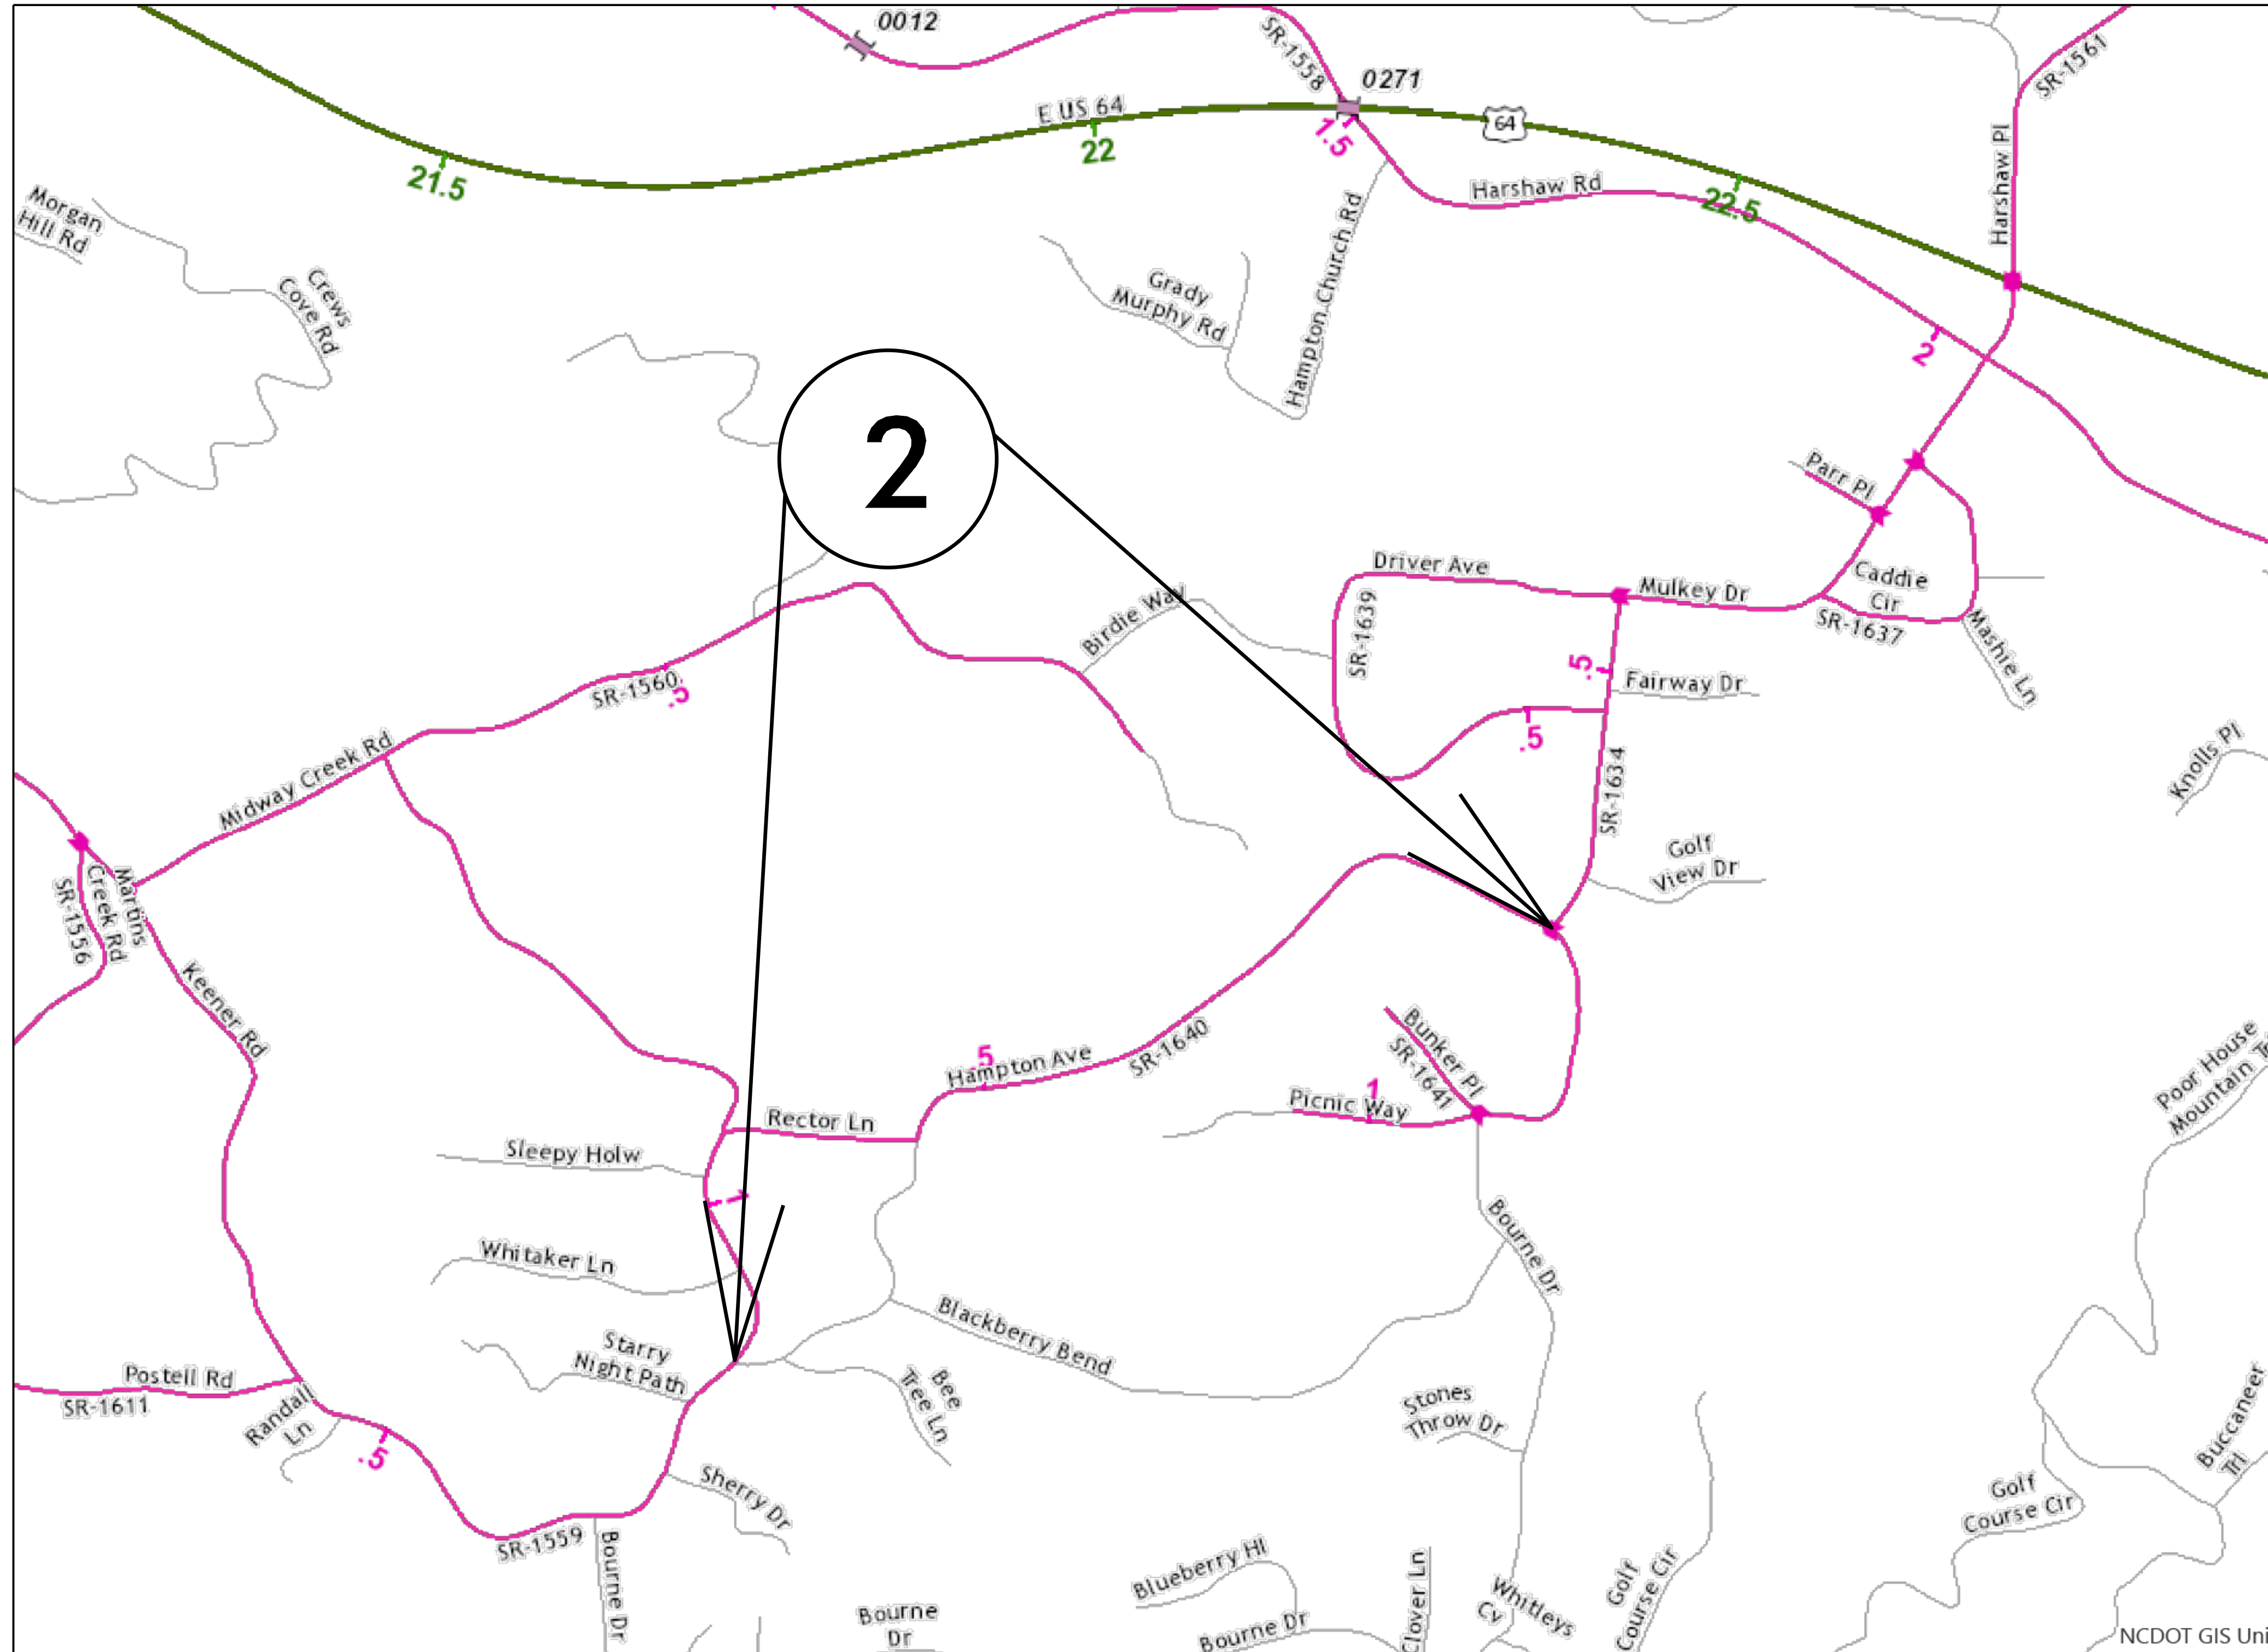 0012
SR-1558
0271
SR-1561
E US 64
64
1.5
22
21.5
Harshaw Rd
22.5
Harshaw Pl
Morgan
Hill Rd
Crews
Cove Rd
Grady
Murphy Rd
Hampton Church Rd
2
2
Parr Pl
Driver Ave
Mulkey Dr
Caddie
Cir
SR-1637
Mashie Ln
Birdie Way
SR-1639
.5
Fairway Dr
SR-1560
.5
.5
SR-1634
Knolls Pl
Midway Creek Rd
Golf
View Dr
Martins
Creek Rd
SR-1556
Keener Rd
.5
Hampton Ave
SR-1640
Bunker Pl
SR-1641
1
Picnic Way
Poor House
Mountain
Rector Ln
Sleepy Holw
1
Whitaker Ln
Bourne Dr
Blackberry Bend
Starry
Night Path
Bee
Tree Ln
Postell Rd
SR-1611
Randall
Ln
.5
Stones
Throw Dr
Buccaneer
Trl
Sherry Dr
Golf
Course Cir
SR-1559
Bourne Dr
Blueberry Hl
Clover Ln
Whitleys
Cv
Golf
Course Cir
Bourne
Dr
Bourne Dr
NCDOT GIS Un